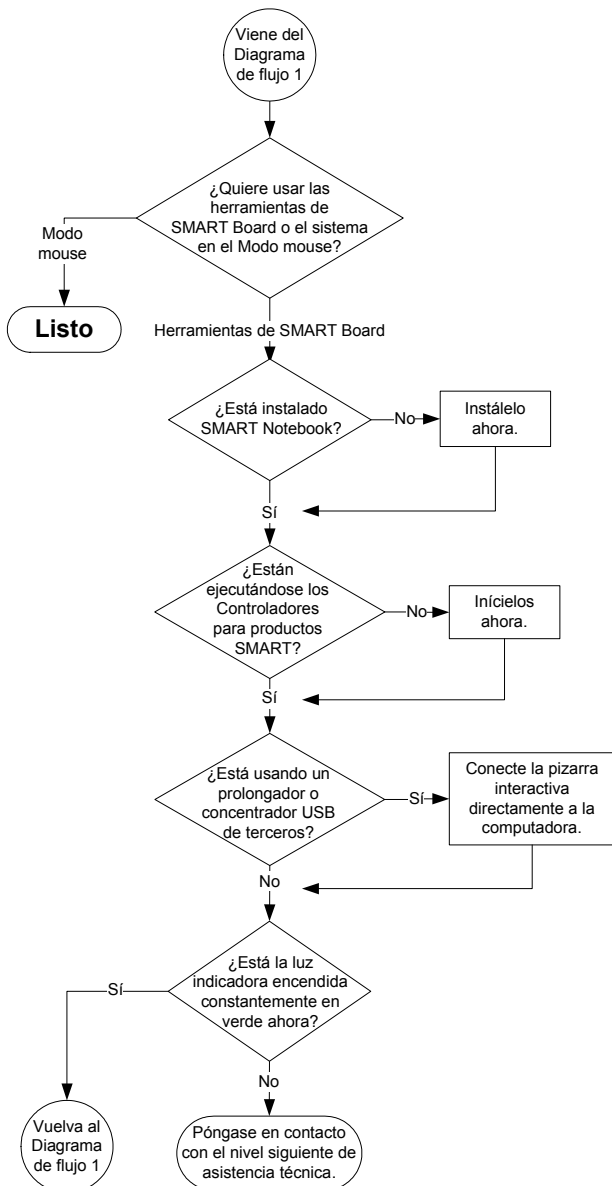 Viene del
Diagrama
de flujo 1
¿Quiere usar las
herramientas de
SMART Board o el sistema
en el Modo mouse?
Modo
mouse
Listo
Herramientas de SMART Board
¿Está instalado
SMART Notebook?
No
Instálelo
ahora.
Sí
¿Están
ejecutándose los
Controladores
para productos
SMART?
No
Inícielos
ahora.
Sí
¿Está usando un
prolongador o
concentrador USB
de terceros?
Sí
Conecte la pizarra
interactiva
directamente a la
computadora.
No
¿Está la luz
indicadora encendida
constantemente en
verde ahora?
Sí
No
Vuelva al
Diagrama
de flujo 1
Póngase en contacto
con el nivel siguiente de
asistencia técnica.